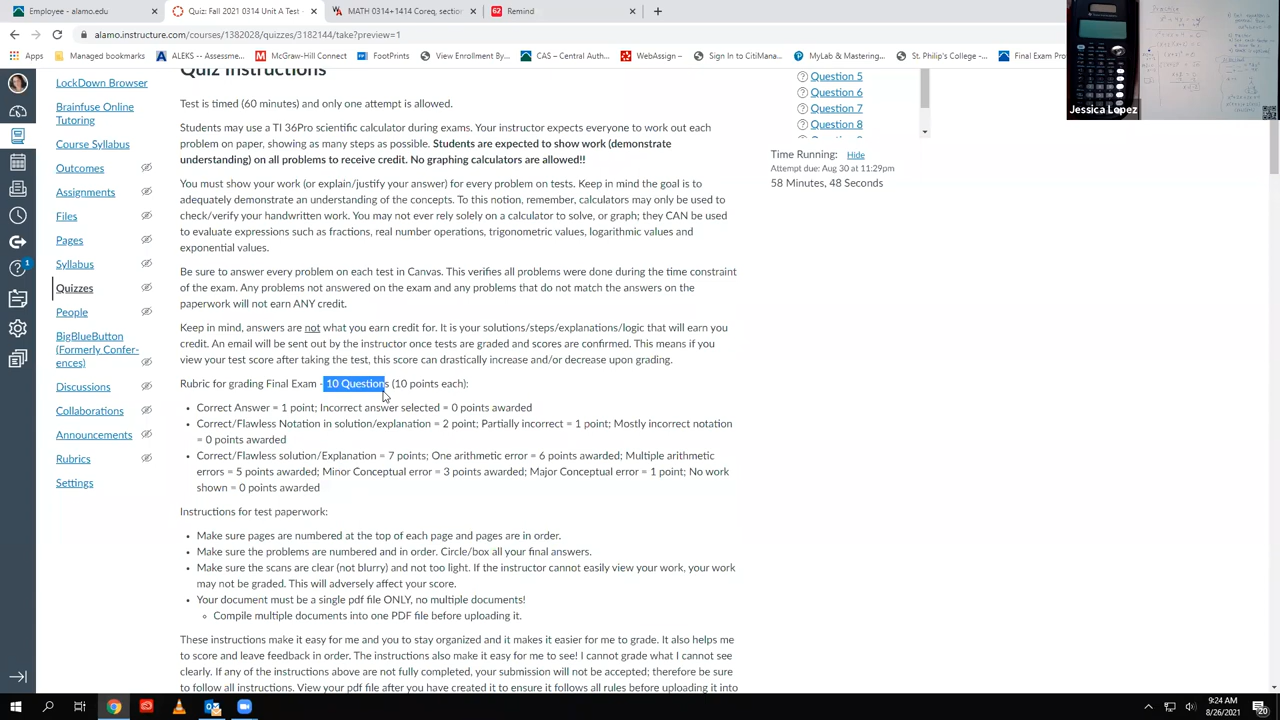 Employee - alamo.edu
Quiz: Fall 2021 0314 Unit A Test -
MATH 0314+1414 Coreq, section
62 Remind
alamo.instructure.com/courses/1382028/quizzes/3182144/take?preview=1
Apps
Managed bookmarks
ALEKS --
McGraw-Hill Connect
New Course Entry By...
D2F - Central Auth...
WebAssign -
Sign In to CitiMana...
MyLab Mastering...
St. Philip's College -...
Final Exam
LockDown Browser
Brainfuse Online
Tutoring
Course Syllabus
Outcomes
Assignments
Files
Pages
Syllabus
Quizzes
People
BigBlueButton
(Formerly Confer-
ences)
Discussions
Collaborations
Announcements
Rubrics
Settings
1
Quiz Instructions
Test is timed (60 minutes) and only one attempt is allowed.
Students may use a TI 36Pro scientific calculator during exams. Your instructor expects everyone to work out each
problem on paper, showing as many steps as possible. Students are expected to show work (demonstrate
understanding) on all problems to receive credit. No graphing calculators are allowed!!
You must show your work (or explain/justify your answer) for every problem on tests. Keep in mind the goal is to
adequately demonstrate an understanding of the concepts. To this notion, remember, calculators may only be used to
check/verify your handwritten work. You may not ever rely solely on a calculator to solve, or graph; they CAN be used
to evaluate expressions such as fractions, real number operations, trigonometric values, logarithmic values and
exponential values.
Be sure to answer every problem on each test in Canvas. This verifies all problems were done during the time constraint
of the exam. Any problems not answered on the exam and any problems that do not match the answers on the
paperwork will not earn ANY credit.
Keep in mind, answers are not what you earn credit for. It is your solutions/steps/explanations/logic that will earn you
credit. An email will be sent out by the instructor once tests are graded and scores are confirmed. This means if you
view your test score after taking the test, this score can drastically increase and/or decrease upon grading.
Rubric for grading Final Exam - 10 Questions (10 points each):
• Correct Answer = 1 point; Incorrect answer selected = 0 points awarded
• Correct/Flawless Notation in solution/explanation = 2 point; Partially incorrect = 1 point; Mostly incorrect notation
= 0 points awarded
• Correct/Flawless solution/Explanation = 7 points; One arithmetic error = 6 points awarded; Multiple arithmetic
errors = 5 points awarded; Minor Conceptual error = 3 points awarded; Major Conceptual error = 1 point; No work
shown = 0 points awarded
Instructions for test paperwork:
• Make sure pages are numbered at the top of each page and pages are in order.
• Make sure the problems are numbered and in order. Circle/box all your final answers.
• Make sure the scans are clear (not blurry) and not too light. If the instructor cannot easily view your work, your work
may not be graded. This will adversely affect your score.
• Your document must be a single pdf file ONLY, no multiple documents!
◦ Compile multiple documents into one PDF file before uploading it.
These instructions make it easy for me and you to stay organized and it makes it easier for me to grade. It also helps me
to score and leave feedback in order. The instructions also make it easy for me to see! I cannot grade what I cannot see
clearly. If any of the instructions above are not fully completed, your submission will not be accepted; therefore be sure
to follow all instructions. View your pdf file after you have created it to ensure it follows all rules before uploading it into
Question 5
Question 6
Question 7
Question 8
Time Running: Hide
Attempt due: Aug 30 at 11:29pm
58 Minutes, 48 Seconds
Jessica Lopez
9:24 AM
8/26/2021
20